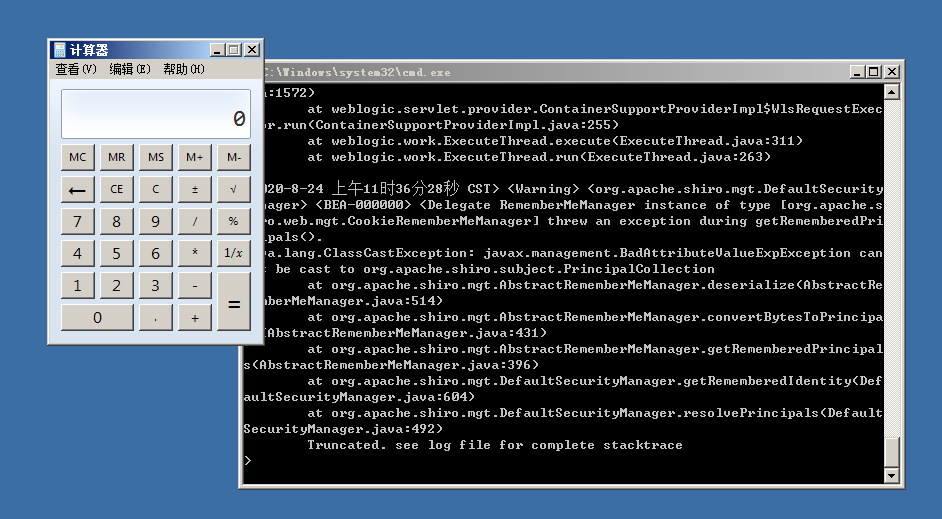 计算器
查看(V) 编辑(E) 帮助(H)
0
MC MR MS M+ M-
← CE C ± √
7 8 9 / %
4 5 6 * 1/x
1 2 3 - =
0 . +
C:\Windows\system32\cmd.exe
a:1572)
at weblogic.servlet.provider.ContainerSupportProviderImpl$WlsRequestExec
or.run(ContainerSupportProviderImpl.java:255)
at weblogic.work.ExecuteThread.execute(ExecuteThread.java:311)
at weblogic.work.ExecuteThread.run(ExecuteThread.java:263)
020-8-24 上午11时36分28秒 CST> <Warning> <org.apache.shiro.mgt.DefaultSecurity
nager> <BEA-000000> <Delegate RememberMeManager instance of type [org.apache.s
ro.web.mgt.CookieRememberMeManager] threw an exception during getRememberedPri
ipals().
va.lang.ClassCastException: javax.management.BadAttributeValueExpException can
t be cast to org.apache.shiro.subject.PrincipalCollection
at org.apache.shiro.mgt.AbstractRememberMeManager.deserialize(AbstractRe
mberMeManager.java:514)
at org.apache.shiro.mgt.AbstractRememberMeManager.convertBytesToPrincipa
(AbstractRememberMeManager.java:431)
at org.apache.shiro.mgt.AbstractRememberMeManager.getRememberedPrincipal
s(AbstractRememberMeManager.java:396)
at org.apache.shiro.mgt.DefaultSecurityManager.getRememberedIdentity(Def
aultSecurityManager.java:604)
at org.apache.shiro.mgt.DefaultSecurityManager.resolvePrincipals(Default
SecurityManager.java:492)
Truncated. see log file for complete stacktrace
>